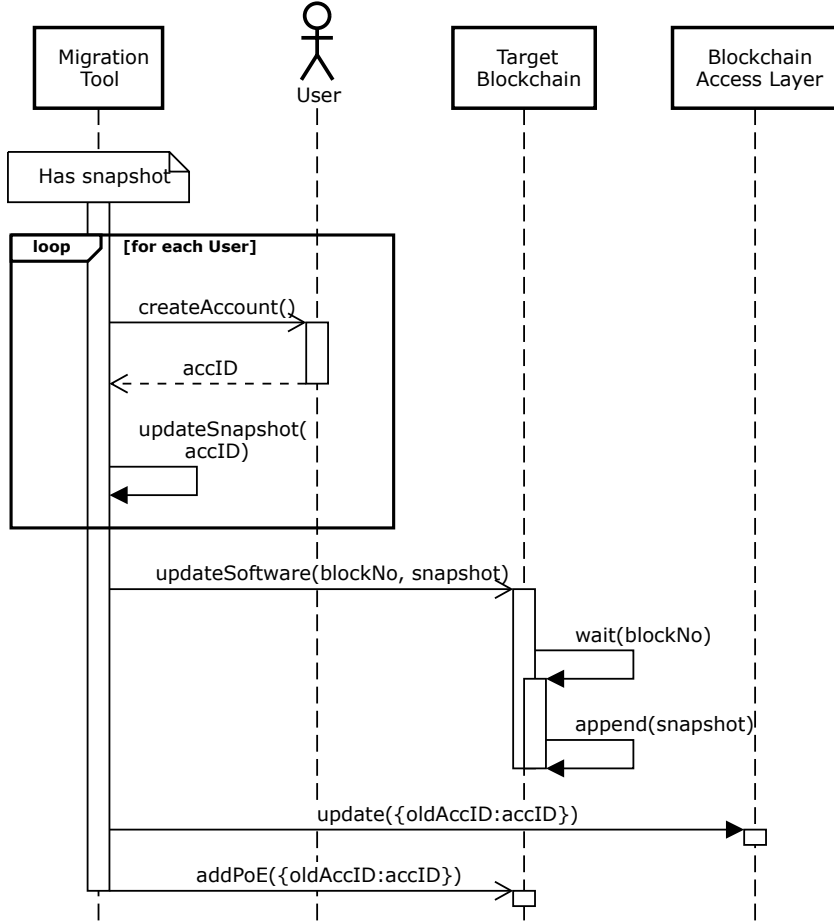 Migration
Tool
User
Target
Blockchain
Blockchain
Access Layer
Has snapshot
loop
[for each User]
createAccount()
accID
updateSnapshot(
accID)
updateSoftware(blockNo, snapshot)
wait(blockNo)
append(snapshot)
update({oldAccID:accID})
addPoE({oldAccID:accID})